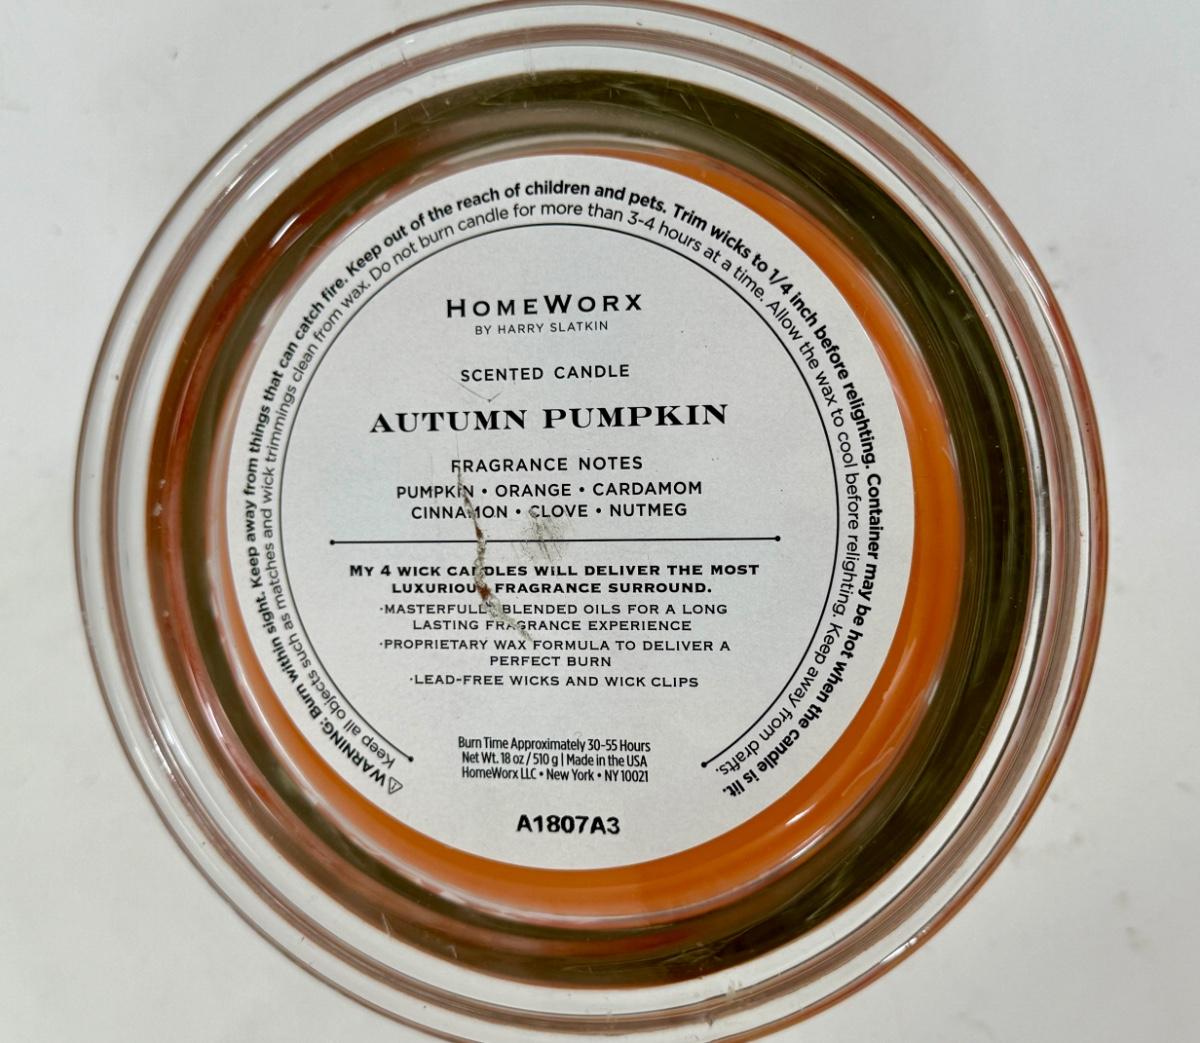 ⚠ WARNING: Burn within sight. Keep away from things that can catch fire. Keep out of the reach of children and pets. Trim wicks to 1/4 inch before relighting. Container may be hot when the candle is lit.
Keep all objects such as matches and wick trimmings clean from wax. Do not burn candle for more than 3-4 hours at a time. Allow the wax to cool before relighting. Keep away from drafts.
HOMEWORX
BY HARRY SLATKIN
SCENTED CANDLE
AUTUMN PUMPKIN
FRAGRANCE NOTES
PUMPKIN • ORANGE • CARDAMOM
CINNAMON • CLOVE • NUTMEG
MY 4 WICK CANDLES WILL DELIVER THE MOST
LUXURIOUS FRAGRANCE SURROUND.
·MASTERFULLY BLENDED OILS FOR A LONG
LASTING FRAGRANCE EXPERIENCE
·PROPRIETARY WAX FORMULA TO DELIVER A
PERFECT BURN
·LEAD-FREE WICKS AND WICK CLIPS
Burn Time Approximately 30-55 Hours
Net Wt. 18 oz / 510 g | Made in the USA
HomeWorx LLC • New York • NY 10021
A1807A3